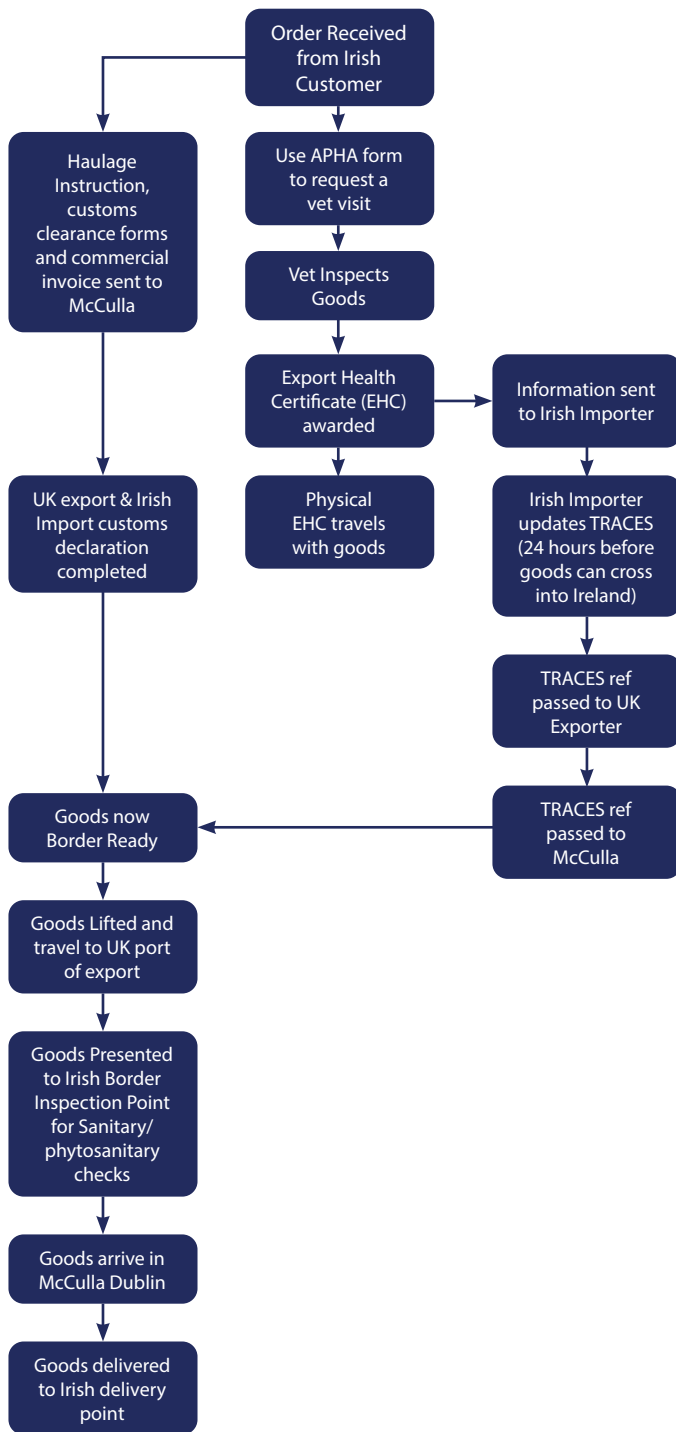 Order Received
from Irish
Customer
Haulage
Instruction,
customs
clearance forms
and commercial
invoice sent to
McCulla
Use APHA form
to request a
vet visit
Vet Inspects
Goods
Export Health
Certificate (EHC)
awarded
Information sent
to Irish Importer
UK export & Irish
Import customs
declaration
completed
Physical
EHC travels
with goods
Irish Importer
updates TRACES
(24 hours before
goods can cross
into Ireland)
TRACES ref
passed to UK
Exporter
Goods now
Border Ready
TRACES ref
passed to
McCulla
Goods Lifted and
travel to UK port
of export
Goods Presented
to Irish Border
Inspection Point
for Sanitary/
phytosanitary
checks
Goods arrive in
McCulla Dublin
Goods delivered
to Irish delivery
point